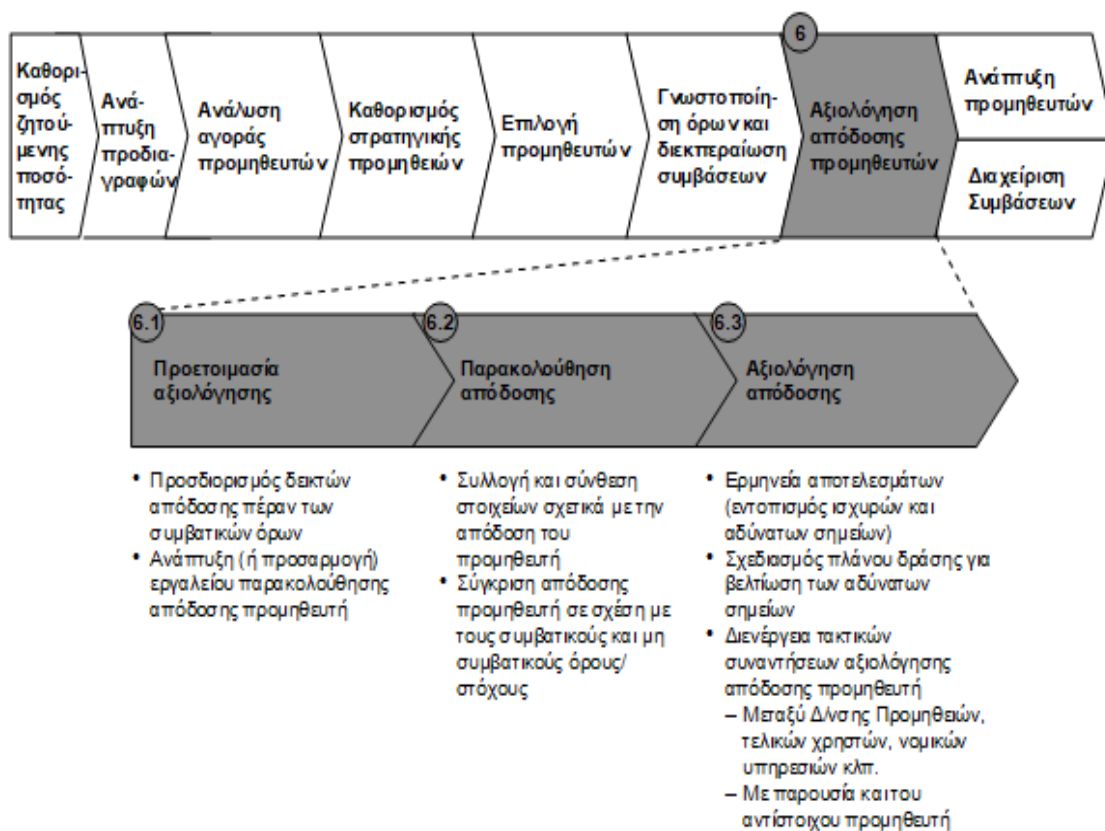 6
Καθορι-
σμός
ζητού-
μενης
ποσό-
τητας
Ανά-
πτυξη
προδια-
γραφών
Ανάλυση
αγοράς
προμηθευτών
Καθορισμός
στρατηγικής
προμηθειών
Επιλογή
προμηθευτών
Γνωστοποίη-
ση όρων και
διεκπεραίωση
συμβάσεων
Αξιολόγηση
απόδοσης
προμηθευτών
Ανάπτυξη
προμηθευτών
Διαχείριση
Συμβάσεων
6.1
Προετοιμασία
αξιολόγησης
• Προσδιορισμός δεικτών
απόδοσης πέραν των
συμβατικών όρων
• Ανάπτυξη (ή προσαρμογή)
εργαλείου παρακολούθησης
απόδοσης προμηθευτή
6.2
Παρακολούθηση
απόδοσης
• Συλλογή και σύνθεση
στοιχείων σχετικά με την
απόδοση του
προμηθευτή
• Σύγκριση απόδοσης
προμηθευτή σε σχέση με
τους συμβατικούς και μη
συμβατικούς όρους/
στόχους
6.3
Αξιολόγηση
απόδοσης
• Ερμηνεία αποτελεσμάτων
(εντοπισμός ισχυρών και
αδύνατων σημείων)
• Σχεδιασμός πλάνου δράσης για
βελτίωση των αδύνατων
σημείων
• Διενέργεια τακτικών
συναντήσεων αξιολόγησης
απόδοσης προμηθευτή
– Μεταξύ Δ/νσης Προμηθειών,
τελικών χρηστών, νομικών
υπηρεσιών κλπ.
– Με παρουσία και του
αντίστοιχου προμηθευτή